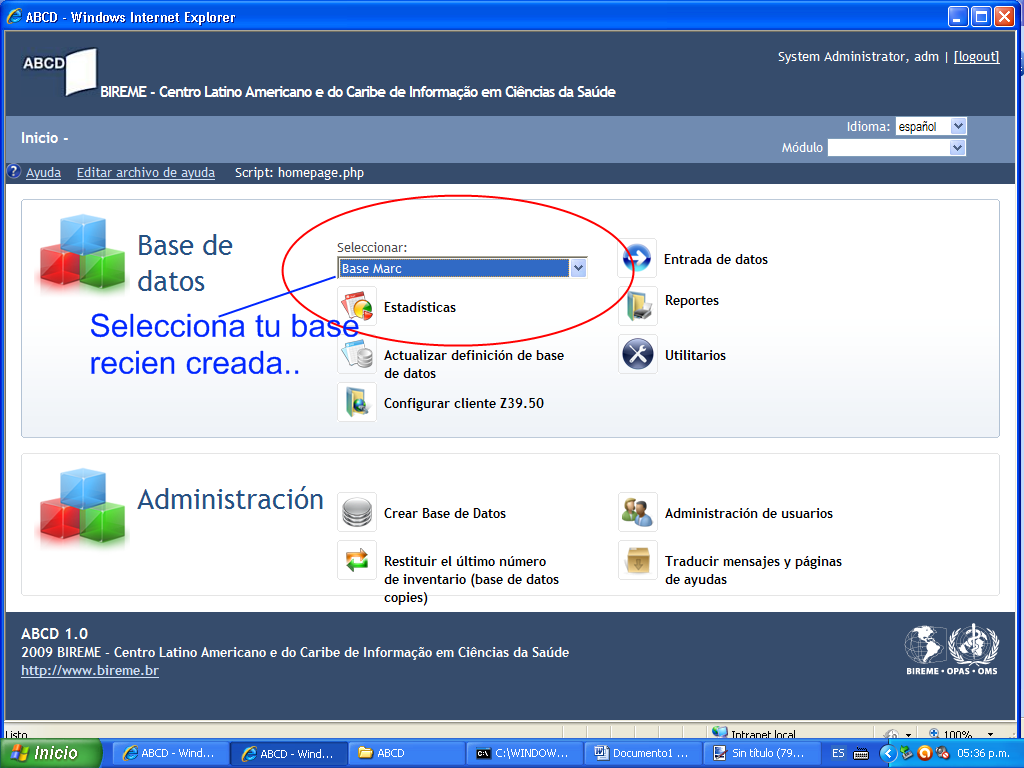 ABCD - Windows Internet Explorer
ABCD
System Administrator, adm | [logout]
BIREME - Centro Latino Americano e do Caribe de Informação em Ciências da Saúde
Inicio -
Idioma: español
Módulo
? Ayuda Editar archivo de ayuda Script: homepage.php
Base de
datos
Seleccionar:
Base Marc
Estadísticas
Actualizar definición de base
de datos
Configurar cliente Z39.50
Entrada de datos
Reportes
Utilitarios
Selecciona tu base
recien creada..
Administración
Crear Base de Datos
Restituir el último número
de inventario (base de datos
copies)
Administración de usuarios
Traducir mensajes y páginas
de ayudas
ABCD 1.0
2009 BIREME - Centro Latino Americano e do Caribe de Informação em Ciências da Saúde
http://www.bireme.br
BIREME • OPAS • OMS
Listo
Intranet local
100%
Inicio
ABCD - Wind...
ABCD - Wind...
ABCD
C:\WINDOW...
Documento1 ...
Sin título (79...
ES
05:36 p.m.